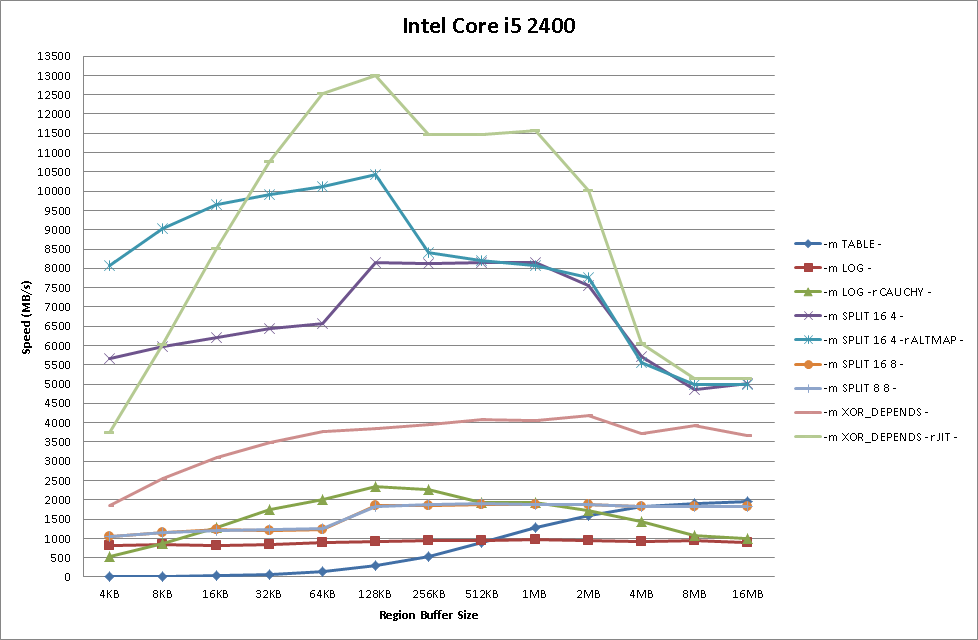 Intel Core i5 2400
13500
13000
12500
12000
11500
11000
10500
10000
9500
9000
8500
8000
7500
7000
6500
6000
5500
5000
4500
4000
3500
3000
2500
2000
1500
1000
500
0
Speed (MB/s)
4KB 8KB 16KB 32KB 64KB 128KB 256KB 512KB 1MB 2MB 4MB 8MB 16MB
Region Buffer Size
-m TABLE -
-m LOG -
-m LOG -r CAUCHY -
-m SPLIT 16 4 -
-m SPLIT 16 4 -r ALTMAP -
-m SPLIT 16 8 -
-m SPLIT 8 8 -
-m XOR_DEPENDS -
-m XOR_DEPENDS -r JIT -